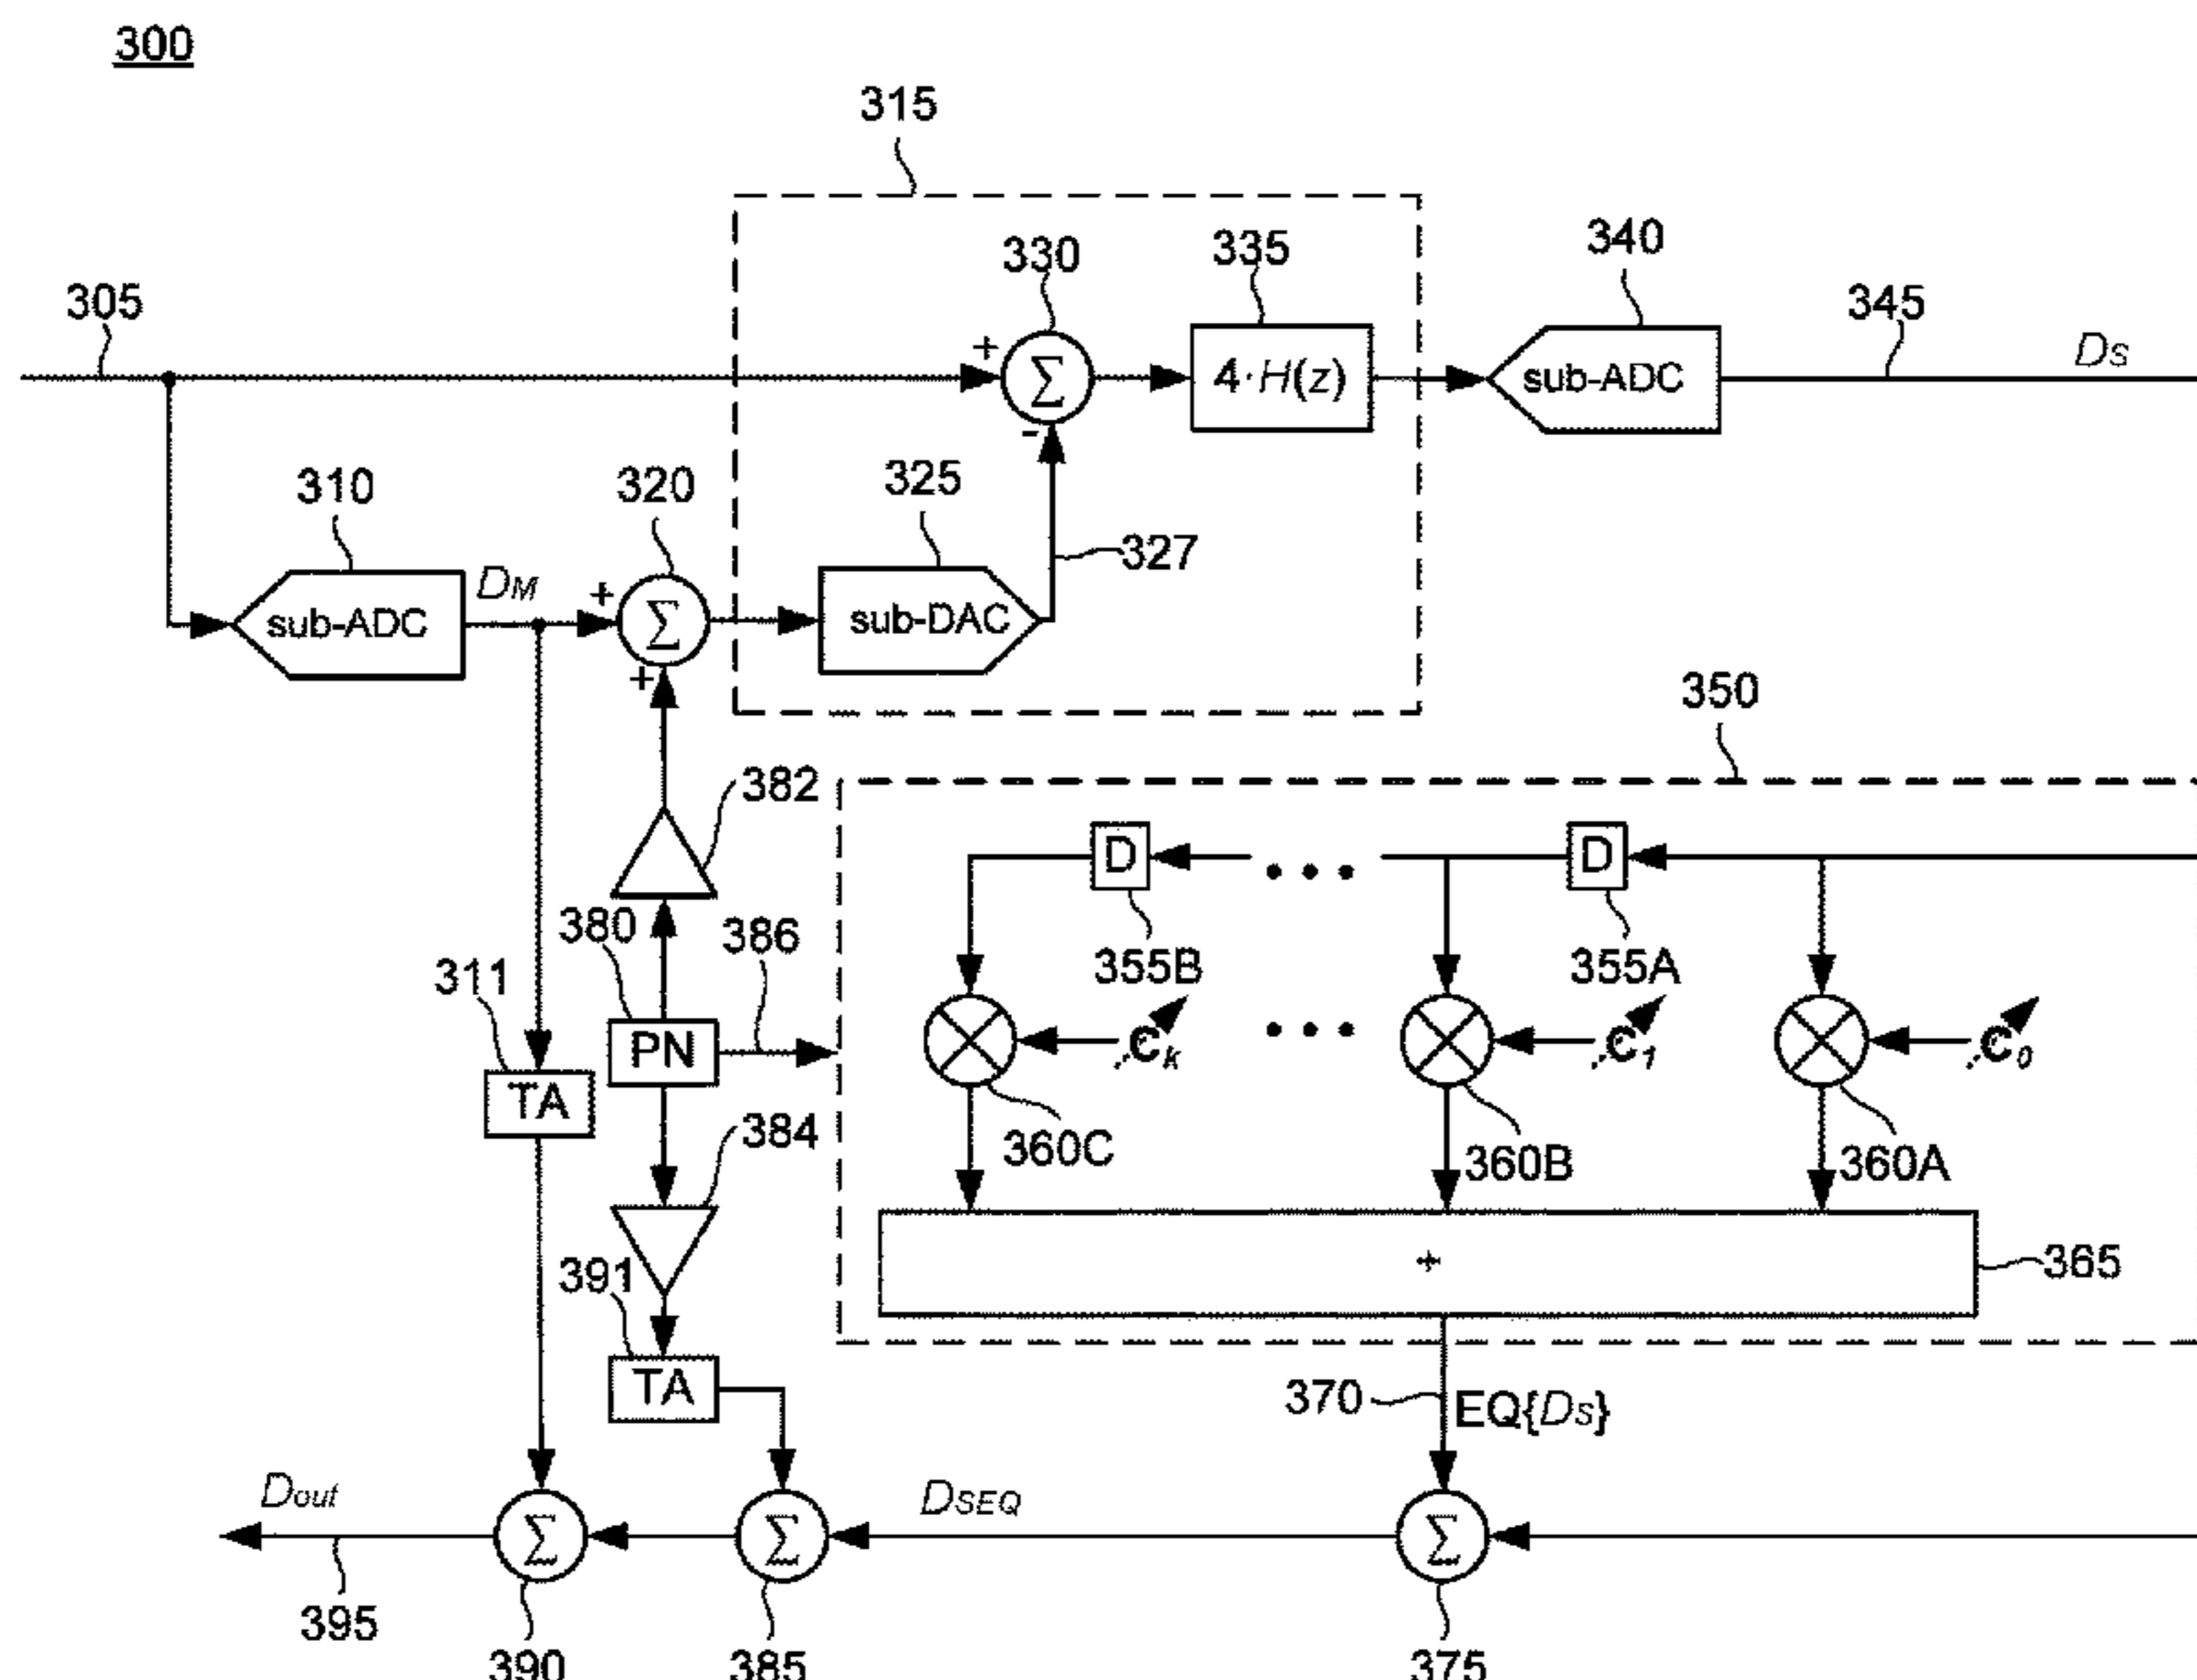 300
315
330
335
340
305
345
DS
+
Σ
4·H(z)
sub-ADC
-
310
320
325
327
DM
+
sub-ADC
Σ
sub-DAC
+
350
382
D
• • •
D
380
386
355B
355A
311
PN
Ck
• • •
C1
C0
TA
384
360C
360B
360A
391
+
365
TA
370
EQ{DS}
Dout
DSEQ
Σ
Σ
Σ
395
390
385
375